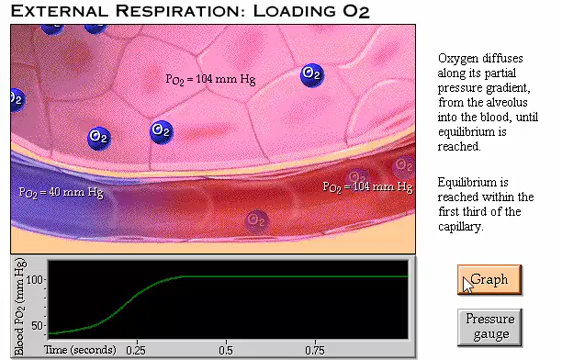 EXTERNAL RESPIRATION: LOADING O2
PO2 = 104 mm Hg
O2
O2
O2
O2
O2
PO2 = 40 mm Hg
PO2 = 104 mm Hg
O2
O2
O2
Oxygen diffuses
along its partial
pressure gradient,
from the alveolus
into the blood, until
equilibrium is
reached.
Equilibrium is
reached within the
first third of the
capillary.
Graph
Pressure
gauge
Blood PO2 (mm Hg)
100
50
Time (seconds) 0.25 0.5 0.75